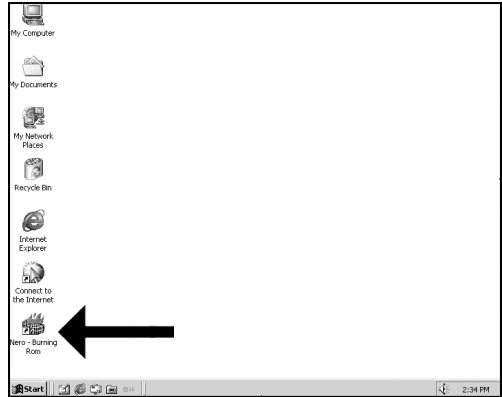 My Computer
My Documents
My Network
Places
Recycle Bin
Internet
Explorer
Connect to
the Internet
Nero - Burning
Rom
Start
2:34 PM